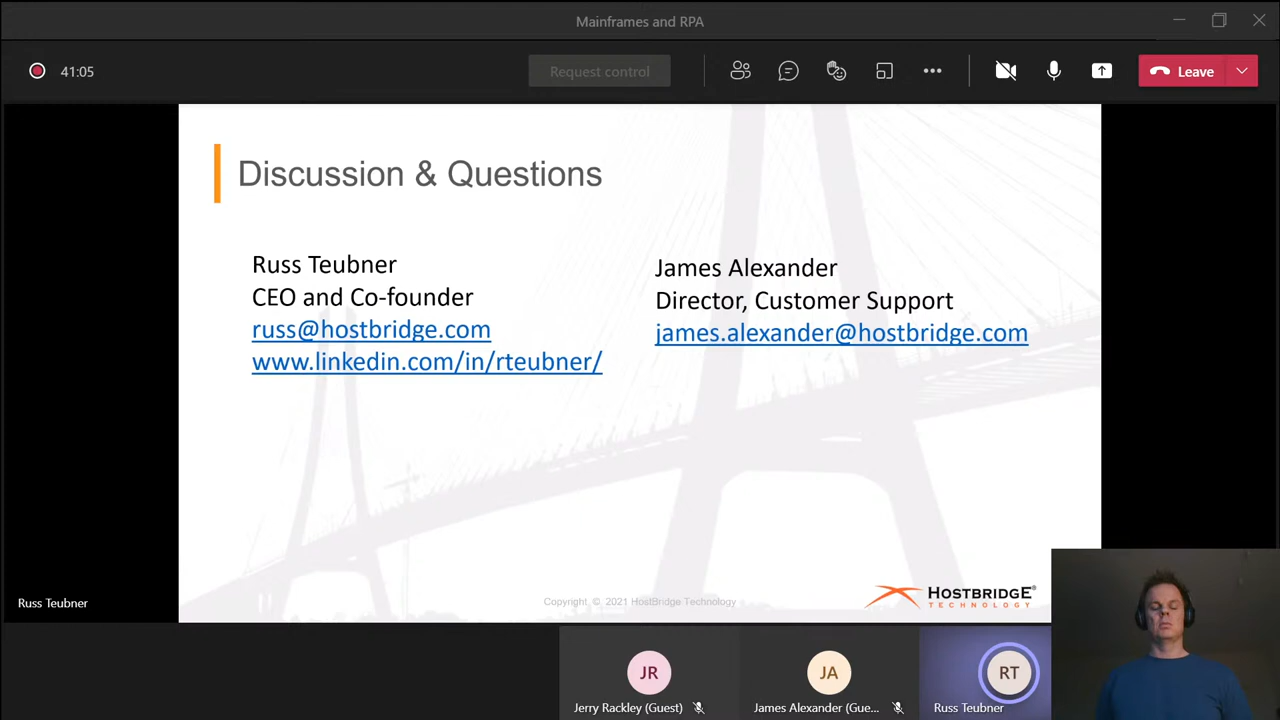 Mainframes and RPA
41:05
Request control
Leave
Discussion & Questions
Russ Teubner
CEO and Co-founder
russ@hostbridge.com
www.linkedin.com/in/rteubner/
James Alexander
Director, Customer Support
james.alexander@hostbridge.com
Russ Teubner
Copyright, ©, 2021 HostBridge Technology
HOSTBRIDGE®
TECHNOLOGY
JR
JA
RT
Jerry Rackley (Guest)
James Alexander (Gue...
Russ Teubner